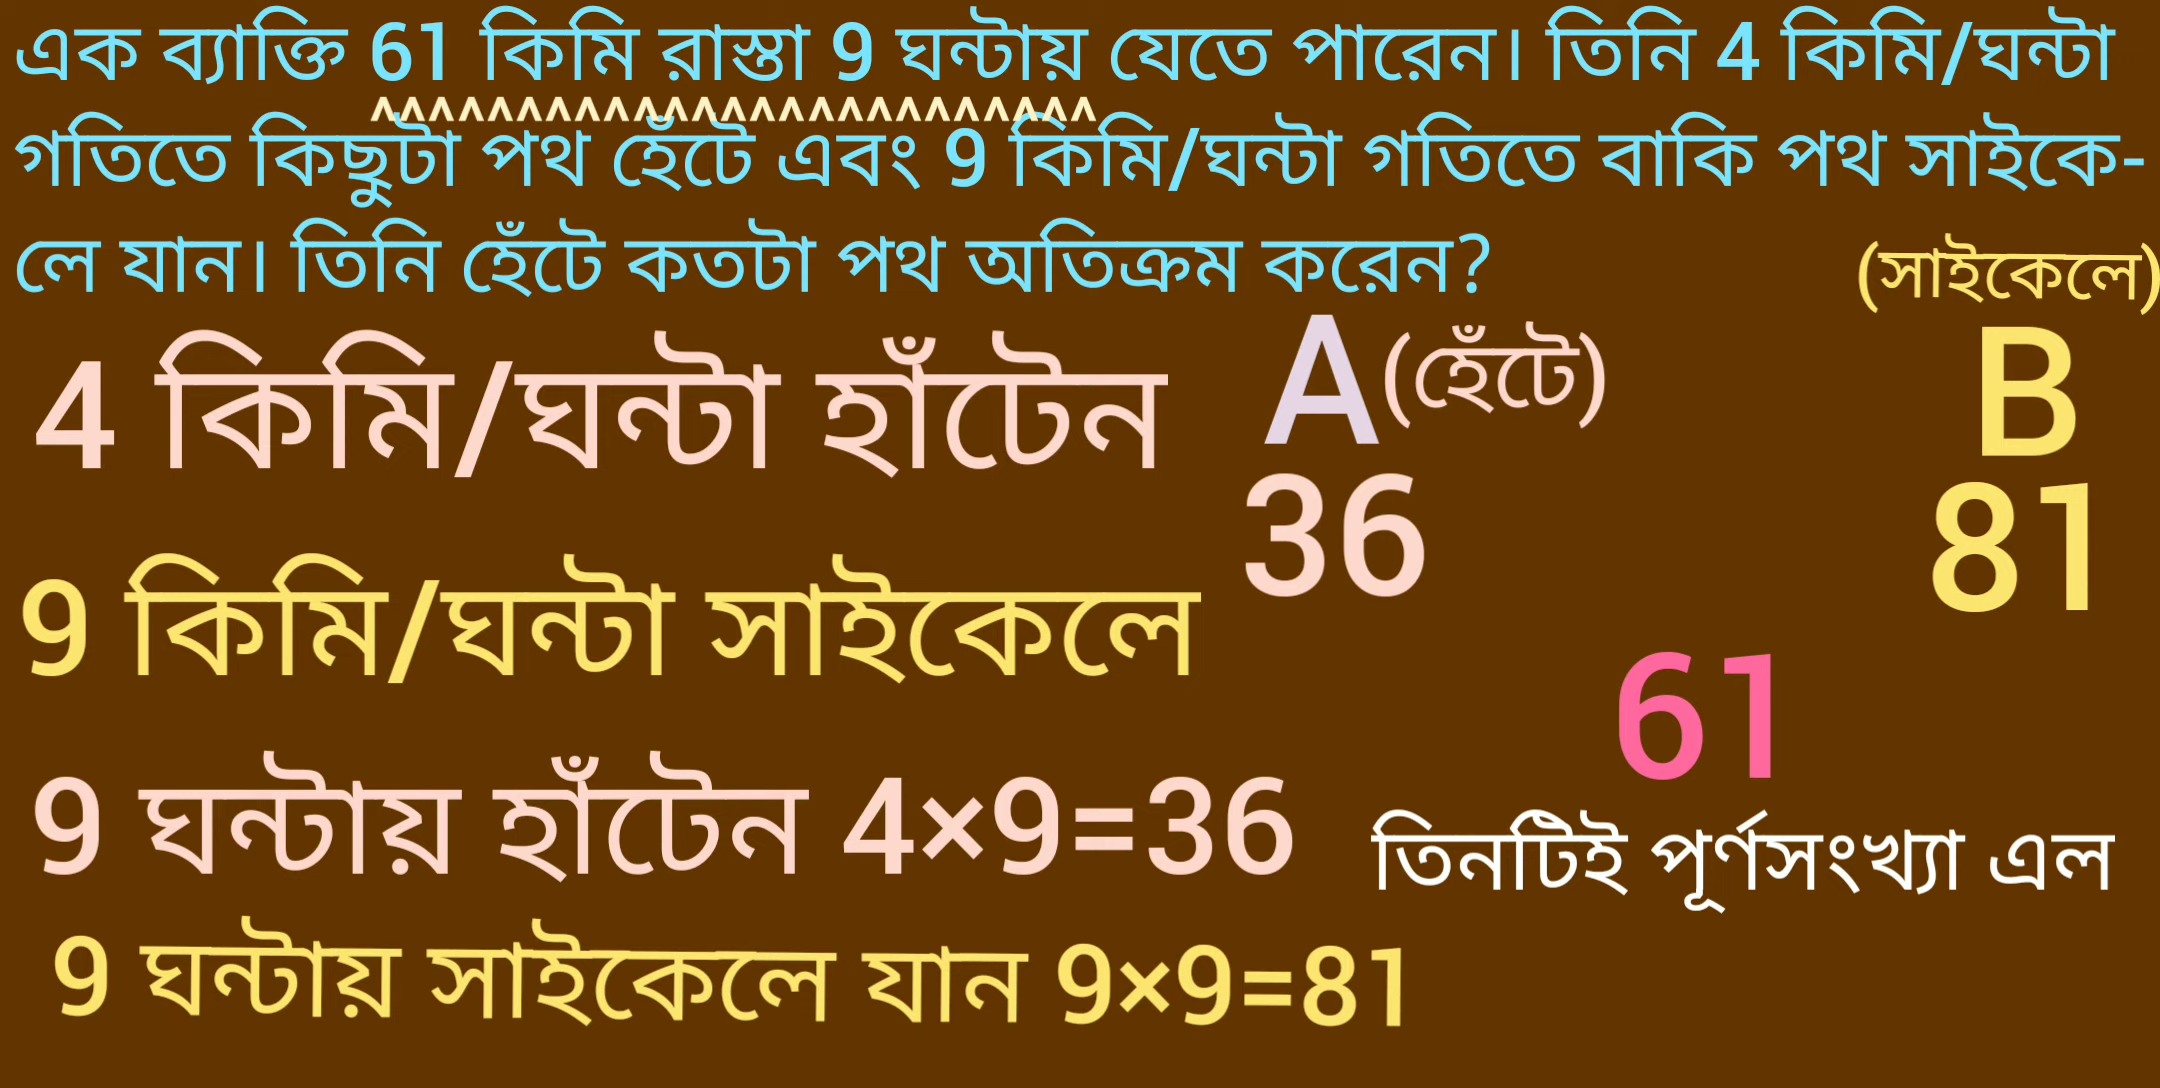 এক ব্যাক্তি 61 কিমি রাস্তা 9 ঘন্টায় যেতে পারেন। তিনি 4 কিমি/ঘন্টা
^^^^^^^^^^^^^^^^^^^^^^^^^
গতিতে কিছুটা পথ হেঁটে এবং 9 কিমি/ঘন্টা গতিতে বাকি পথ সাইকে-
লে যান। তিনি হেঁটে কতটা পথ অতিক্রম করেন?
(সাইকেলে)
4 কিমি/ঘন্টা হাঁটেন
A (হেঁটে)
B
36
81
9 কিমি/ঘন্টা সাইকেলে
61
9 ঘন্টায় হাঁটেন 4×9=36
তিনটিই পূর্ণসংখ্যা এল
9 ঘন্টায় সাইকেলে যান 9×9=81